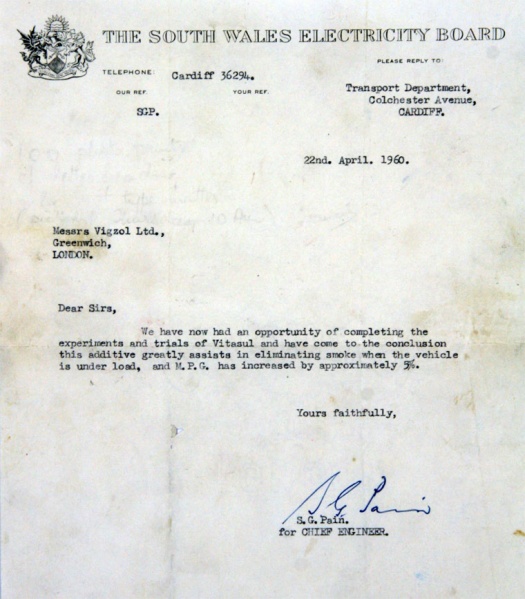 THE SOUTH WALES ELECTRICITY BOARD
PLEASE REPLY TO:
TELEPHONE: Cardiff 36294.
Transport Department,
OUR REF. YOUR REF.
Colchester Avenue,
SGP.
CARDIFF.
22nd. April. 1960.
Messrs Vigzol Ltd.,
Greenwich,
LONDON.
Dear Sirs,
We have now had an opportunity of completing the
experiments and trials of Vitasul and have come to the conclusion
this additive greatly assists in eliminating smoke when the vehicle
is under load, and M.P.G. has increased by approximately 5%.
Yours faithfully,
S G Pain
S.G.Pain.
for CHIEF ENGINEER.